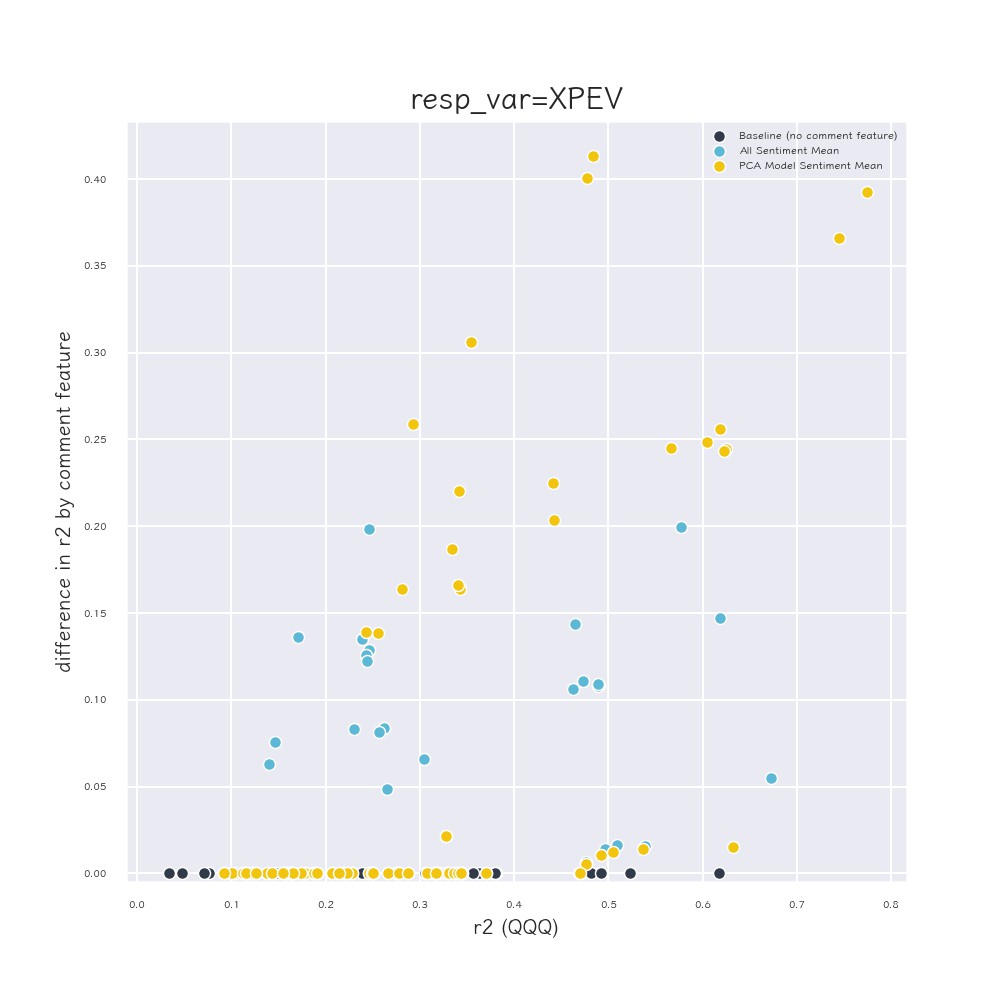 resp_var=XPEV
Baseline (no comment feature)
All Sentiment Mean
PCA Model Sentiment Mean
difference in r2 by comment feature
0.40
0.35
0.30
0.25
0.20
0.15
0.10
0.05
0.00
0.0 0.1 0.2 0.3 0.4 0.5 0.6 0.7 0.8
r2 (QQQ)